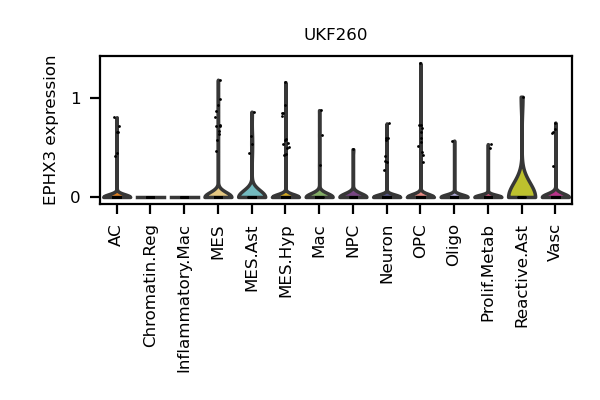 UKF260
EPHX3 expression
1
0
AC
Chromatin.Reg
Inflammatory.Mac
MES
MES.Ast
MES.Hyp
Mac
NPC
Neuron
OPC
Oligo
Prolif.Metab
Reactive.Ast
Vasc